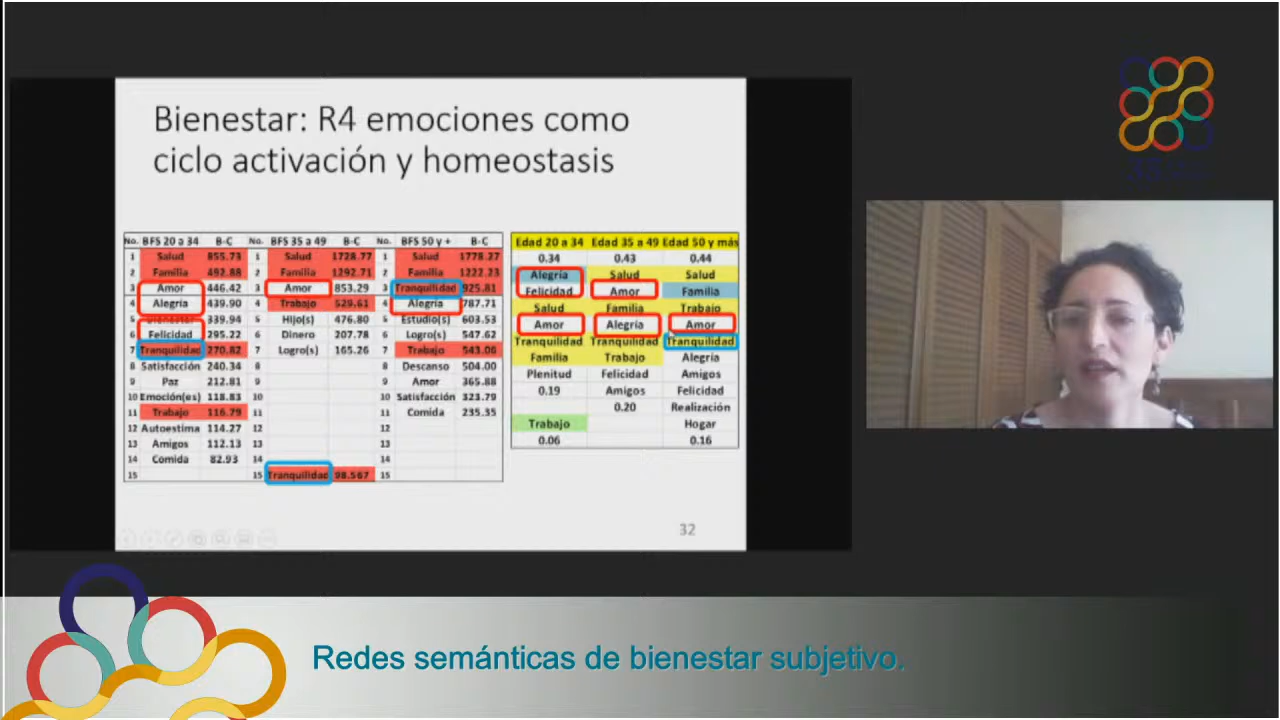 Bienestar: R4 emociones como
ciclo activación y homeostasis
No. BFS 20 a 34 B-C No. BFS 35 a 49 B-C No. BFS 50 y + B-C
1 Salud 855.73 1 Salud 1728.77 1 Salud 1778.27
2 Familia 492.88 2 Familia 1292.71 2 Familia 1222.23
3 Amor 446.42 3 Amor 853.29 3 Tranquilidad 925.81
4 Alegría 439.90 4 Trabajo 529.61 4 Alegría 787.71
5 339.94 5 Hijo(s) 476.80 5 Estudio(s) 603.53
6 Felicidad 295.22 6 Dinero 207.78 6 Logro(s) 547.62
7 Tranquilidad 270.82 7 Logro(s) 165.26 7 Trabajo 543.06
8 Satisfacción 240.34 8 8 Descanso 504.00
9 Paz 212.81 9 Amor 365.88
10 Emoción(es) 118.83 10 10 Satisfacción 323.79
11 Trabajo 116.79 11 11 Comida 235.35
12 Autoestima 114.27 12 12
13 Amigos 112.13 13 13
14 Comida 82.93 14 14
15 15 Tranquilidad 98.567 15
Edad 20 a 34 Edad 35 a 49 Edad 50 y más
0.34 0.43 0.44
Alegría Salud Salud
Felicidad Amor Familia
Salud Familia Trabajo
Amor Alegría Amor
Tranquilidad Tranquilidad Tranquilidad
Familia Trabajo Alegría
Plenitud Felicidad Amigos
0.19 Amigos Felicidad
0.20 Realización
Trabajo Hogar
0.06 0.16
32
Redes semánticas de bienestar subjetivo.